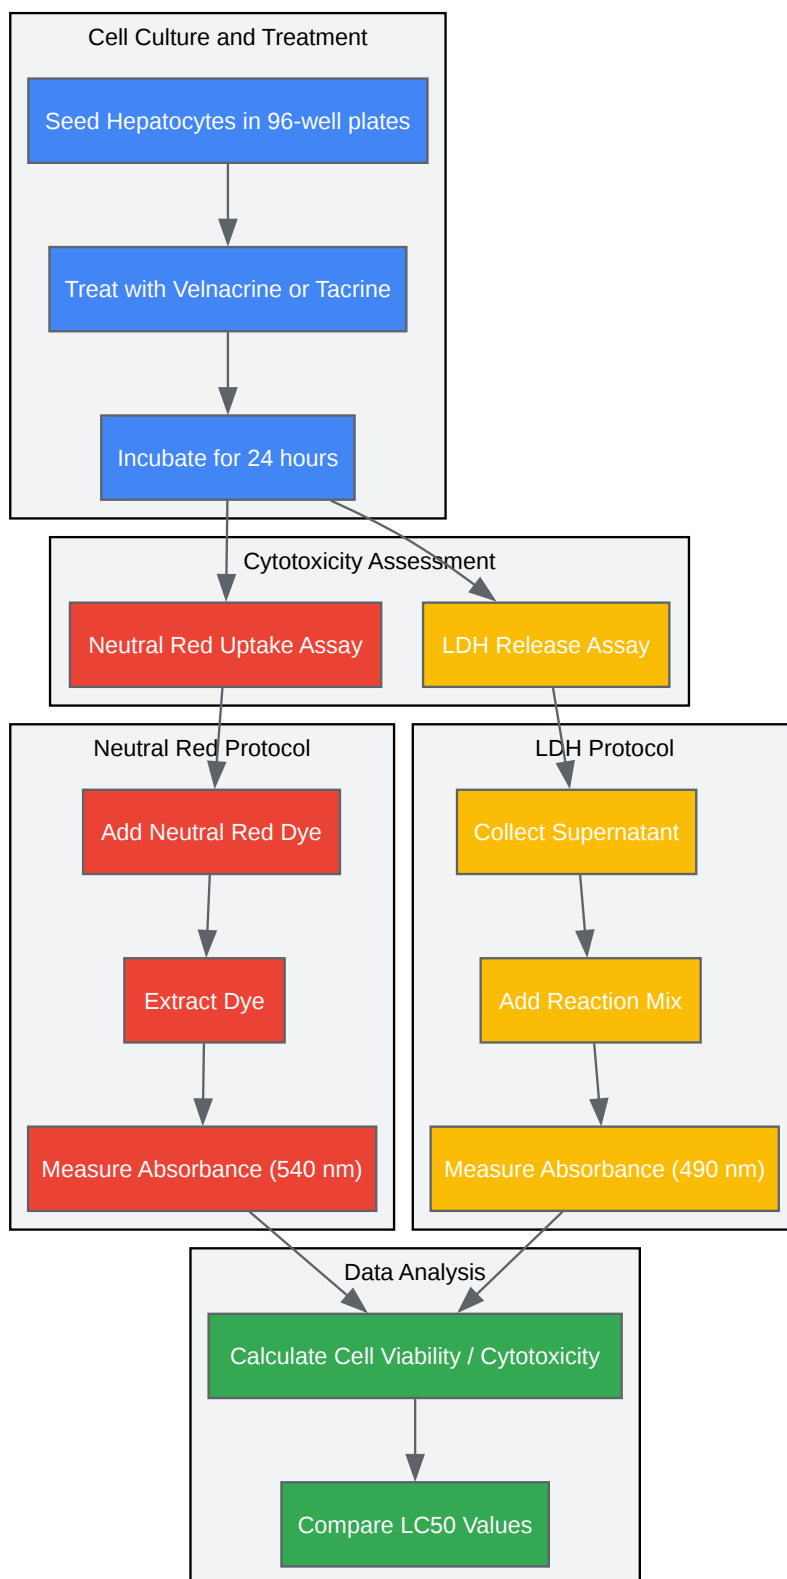 Cell Culture and Treatment
Seed Hepatocytes in 96-well plates
Treat with Velnacrine or Tacrine
Incubate for 24 hours
Cytotoxicity Assessment
Neutral Red Uptake Assay
LDH Release Assay
Neutral Red Protocol
Add Neutral Red Dye
Extract Dye
Measure Absorbance (540 nm)
LDH Protocol
Collect Supernatant
Add Reaction Mix
Measure Absorbance (490 nm)
Data Analysis
Calculate Cell Viability / Cytotoxicity
Compare LC50 Values